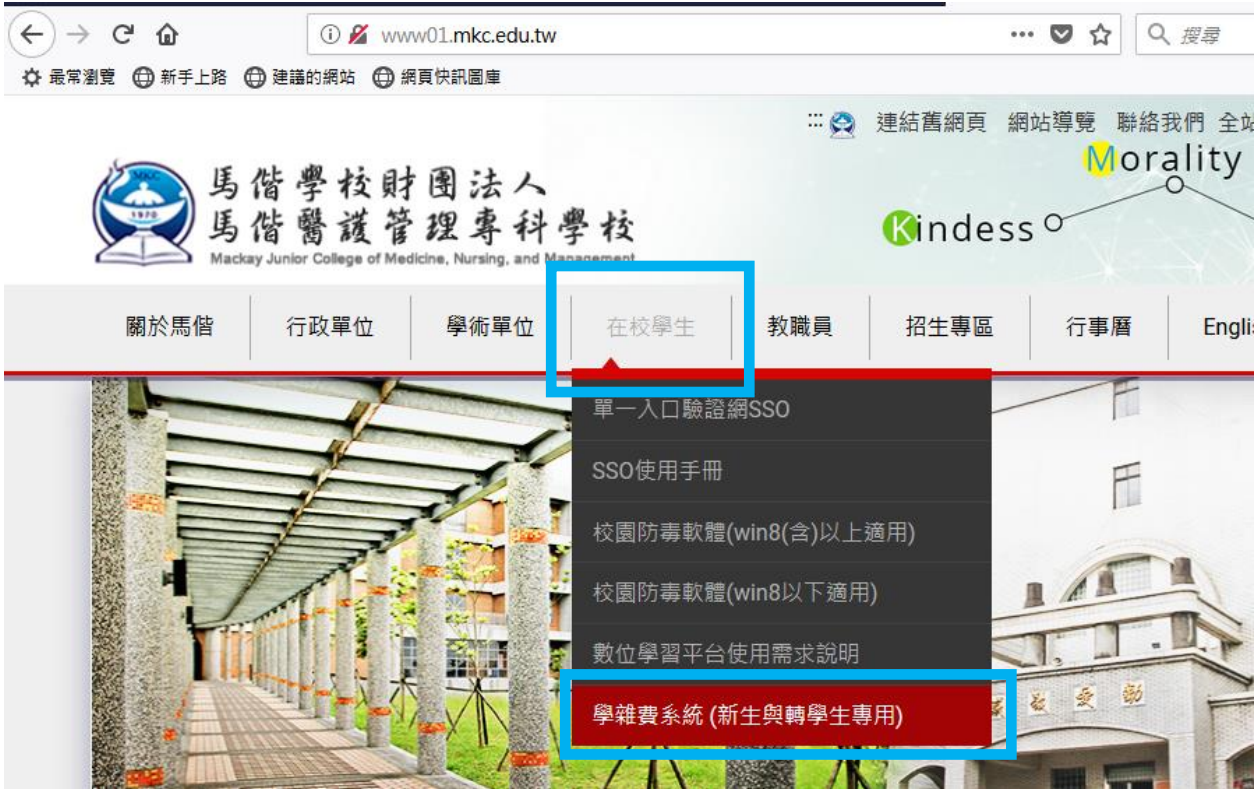 www01.mkc.edu.tw
搜尋
最常瀏覽 新手上路 建議的網站 網頁快訊圖庫
::: 連結舊網頁 網站導覽 聯絡我們 全站
Morality
MKC
1970
馬偕學校財團法人
馬偕醫護管理專科學校
Kindess
Mackay Junior College of Medicine, Nursing, and Management
關於馬偕 行政單位 學術單位 在校學生 教職員 招生專區 行事曆 Englis
單一入口驗證網SSO
SSO使用手冊
校園防毒軟體(win8(含)以上適用)
校園防毒軟體(win8以下適用)
數位學習平台使用需求說明
學雜費系統 (新生與轉學生專用)
愛